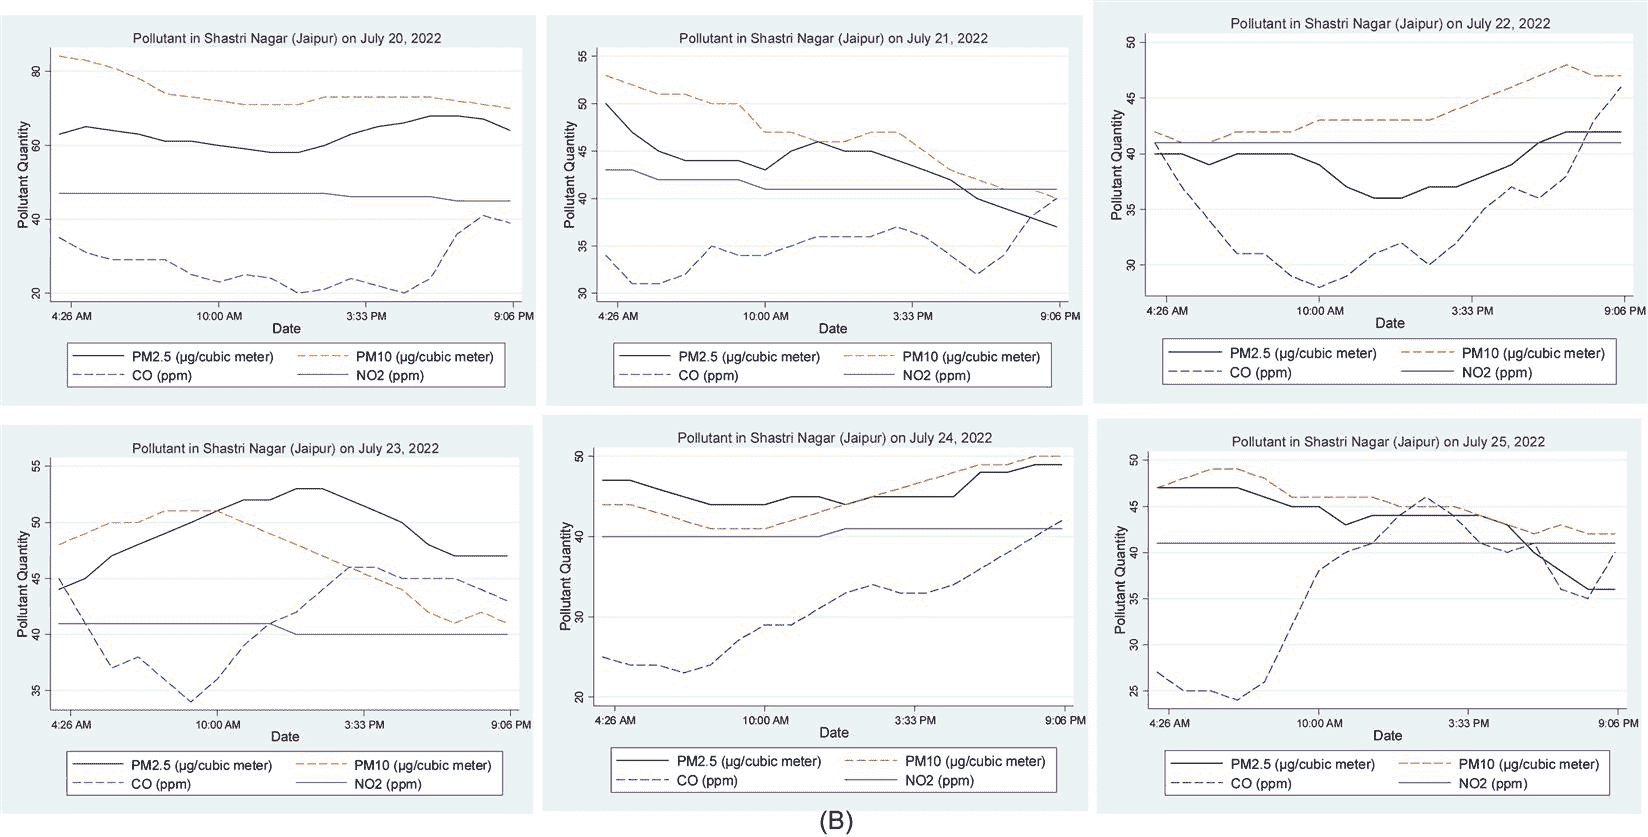 Pollutant in Shastri Nagar (Jaipur) on July 20, 2022
Pollutant Quantity
80
60
40
20
4:26 AM 10:00 AM 3:33 PM 9:06 PM
Date
PM2.5 (µg/cubic meter) PM10 (µg/cubic meter)
CO (ppm) NO2 (ppm)
Pollutant in Shastri Nagar (Jaipur) on July 21, 2022
Pollutant Quantity
55
50
45
40
35
30
4:26 AM 10:00 AM 3:33 PM 9:06 PM
Date
PM2.5 (µg/cubic meter) PM10 (µg/cubic meter)
CO (ppm) NO2 (ppm)
Pollutant in Shastri Nagar (Jaipur) on July 22, 2022
Pollutant Quantity
50
45
40
35
30
4:26 AM 10:00 AM 3:33 PM 9:06 PM
Date
PM2.5 (µg/cubic meter) PM10 (µg/cubic meter)
CO (ppm) NO2 (ppm)
Pollutant in Shastri Nagar (Jaipur) on July 23, 2022
Pollutant Quantity
55
50
45
40
35
4:26 AM 10:00 AM 3:33 PM 9:06 PM
Date
PM2.5 (µg/cubic meter) PM10 (µg/cubic meter)
CO (ppm) NO2 (ppm)
Pollutant in Shastri Nagar (Jaipur) on July 24, 2022
Pollutant Quantity
50
40
30
20
4:26 AM 10:00 AM 3:33 PM 9:06 PM
Date
PM2.5 (µg/cubic meter) PM10 (µg/cubic meter)
CO (ppm) NO2 (ppm)
Pollutant in Shastri Nagar (Jaipur) on July 25, 2022
Pollutant Quantity
50
45
40
35
30
25
4:26 AM 10:00 AM 3:33 PM 9:06 PM
Date
PM2.5 (µg/cubic meter) PM10 (µg/cubic meter)
CO (ppm) NO2 (ppm)
(B)